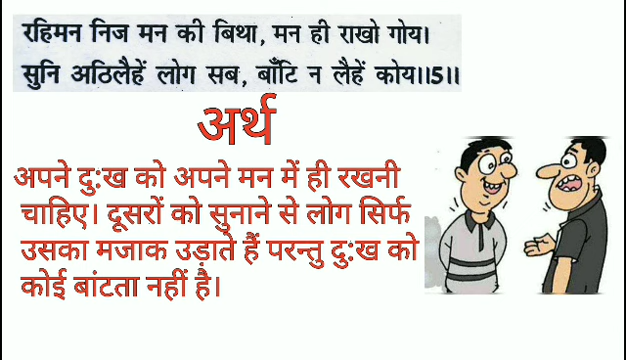 रहिमन निज मन की बिथा, मन ही राखो गोय।
सुनि अठिलैहें लोग सब, बाँटि न लैहें कोय॥5॥
अर्थ
अपने दुःख को अपने मन में ही रखनी
चाहिए। दूसरों को सुनाने से लोग सिर्फ
उसका मजाक उड़ाते हैं परन्तु दुःख को
कोई बांटता नहीं है।